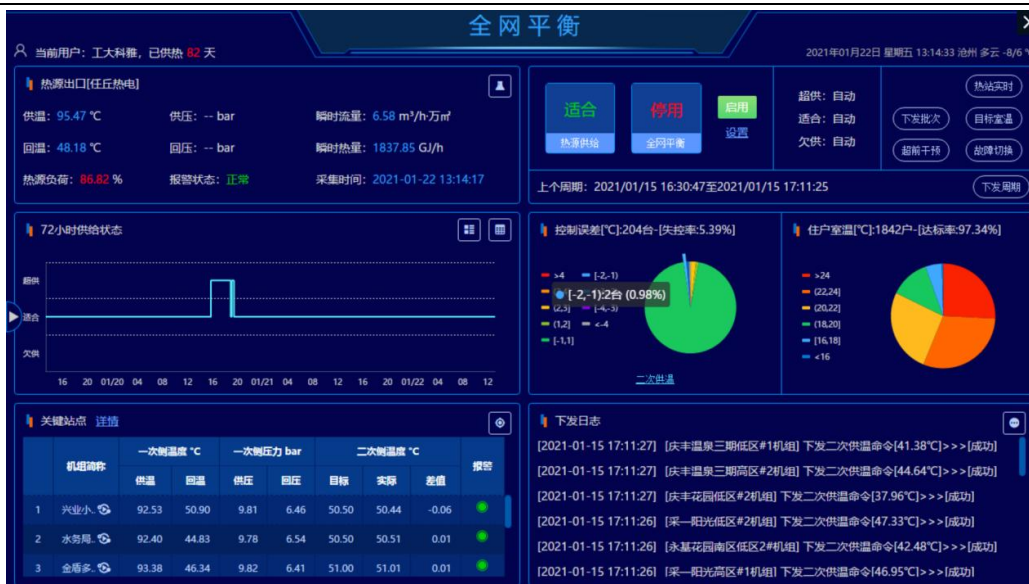 全网平衡
当前用户：工大科雅，已供热 82 天
2021年01月22日 星期五 13:14:33 沧州 多云 -8/6 ℃
热源出口[任丘热电]
供温：95.47 ℃ 供压：-- bar 瞬时流量：6.58 m³/h·万㎡
回温：48.18 ℃ 回压：-- bar 瞬时热量：1837.85 GJ/h
热源负荷：86.82 % 报警状态：正常 采集时间：2021-01-22 13:14:17
适合
热源供给
停用
全网平衡
启用
设置
超供：自动
适合：自动
欠供：自动
热站实时
下发批次 目标室温
超前干预 故障切换
上个周期：2021/01/15 16:30:47至2021/01/15 17:11:25 下发周期
72小时供给状态
超供
适合
欠供
16 20 01/20 04 08 12 16 20 01/21 04 08 12 16 20 01/22 04 08 12
控制误差[℃]:204台-[失控率:5.39%]
>4 [-2,-1)
[-2,-1):2台 (0.98%)
(2,3] [-4,-3)
(1,2] <-4
[-1,1]
二次供温
住户室温[℃]:1842户-[达标率:97.34%]
>24
(22,24]
(20,22]
(18,20]
[16,18]
<16
关键站点 详情
机组简称 一次侧温度 ℃ 一次侧压力 bar 二次侧温度 ℃ 报警
供温 回温 供压 回压 目标 实际 差值
1 兴业小.. 92.53 50.90 9.81 6.46 50.50 50.44 -0.06
2 水务局.. 92.40 44.83 9.78 6.54 50.50 50.51 0.01
3 金盾多.. 93.38 46.34 9.82 6.41 51.00 51.01 0.01
下发日志
[2021-01-15 17:11:27] [庆丰温泉三期低区#1机组] 下发二次供温命令[41.38℃]>>>[成功]
[2021-01-15 17:11:27] [庆丰温泉三期高区#2机组] 下发二次供温命令[44.64℃]>>>[成功]
[2021-01-15 17:11:27] [庆丰花园低区#2机组] 下发二次供温命令[37.96℃]>>>[成功]
[2021-01-15 17:11:26] [采—阳光低区#2机组] 下发二次供温命令[47.33℃]>>>[成功]
[2021-01-15 17:11:26] [永基花园南区低区2#机组] 下发二次供温命令[42.48℃]>>>[成功]
[2021-01-15 17:11:26] [采—阳光高区#1机组] 下发二次供温命令[46.95℃]>>>[成功]